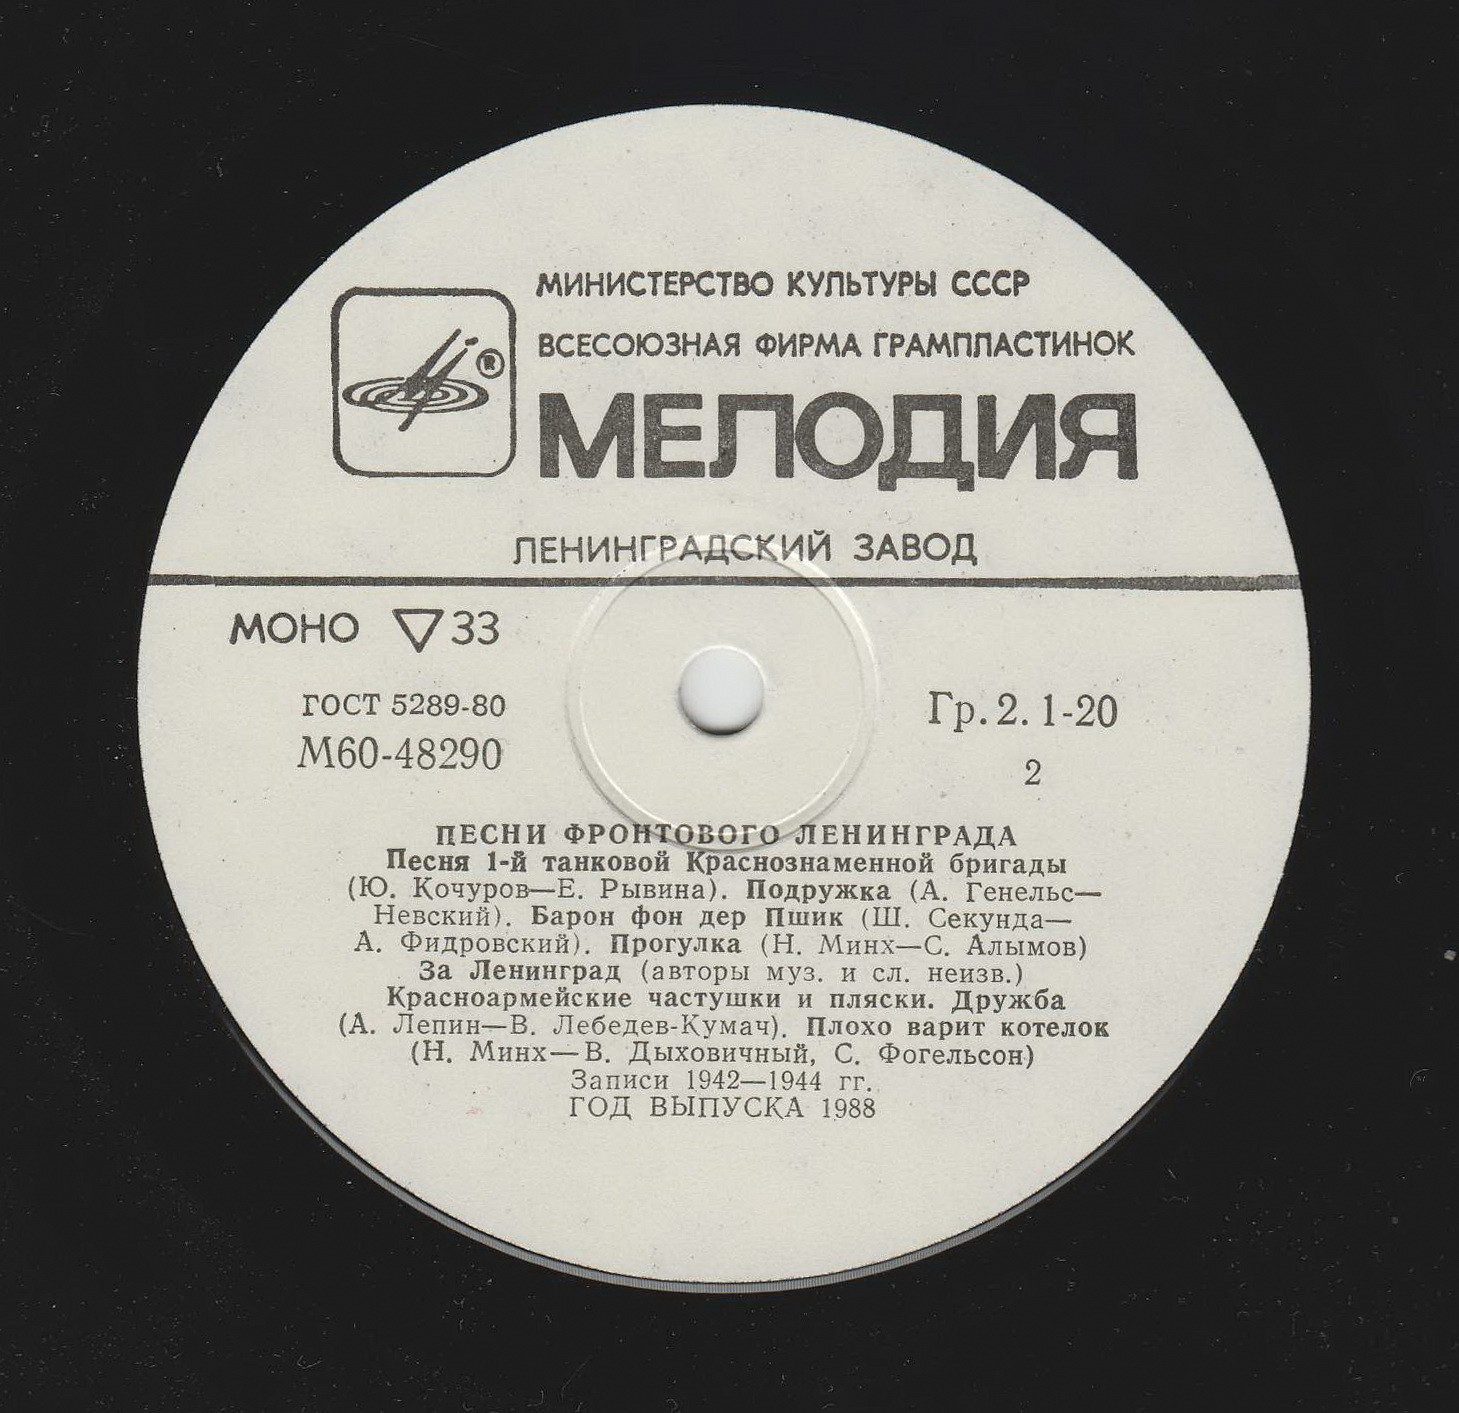 МИНИСТЕРСТВО КУЛЬТУРЫ СССР
ВСЕСОЮЗНАЯ ФИРМА ГРАМПЛАСТИНОК
®
МЕЛОДИЯ
ЛЕНИНГРАДСКИЙ ЗАВОД
МОНО ▽33
ГОСТ 5289-80
М60-48290
Гр. 2. 1-20
2
ПЕСНИ ФРОНТОВОГО ЛЕНИНГРАДА
Песня 1-й танковой Краснознаменной бригады
(Ю. Кочуров—Е. Рывина). Подружка (А. Генельс—
Невский). Барон фон дер Пшик (Ш. Секунда—
А. Фидровский). Прогулка (Н. Минх—С. Алымов)
За Ленинград (авторы муз. и сл. неизв.)
Красноармейские частушки и пляски. Дружба
(А. Лепин—В. Лебедев-Кумач). Плохо варит котелок
(Н. Минх—В. Дыховичный, С. Фогельсон)
Записи 1942—1944 гг.
ГОД ВЫПУСКА 1988